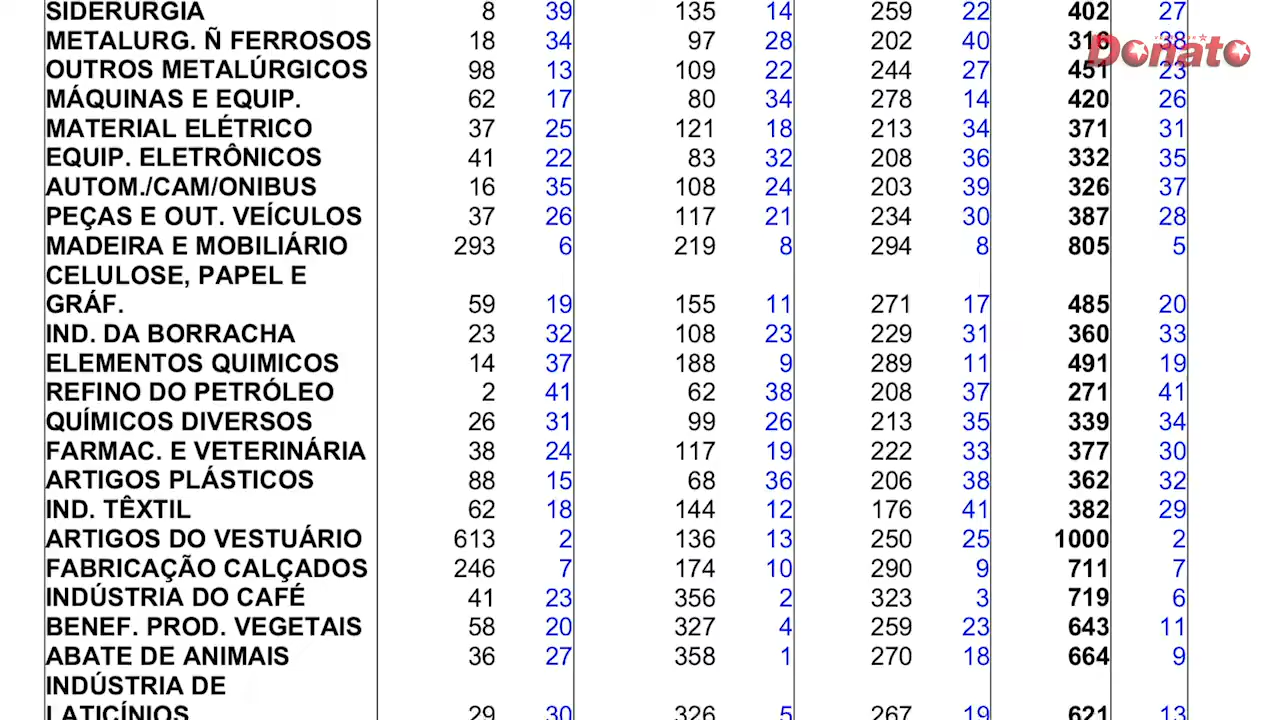 SIDERURGIA 8 39 135 14 259 22 402 27
METALURG. Ñ FERROSOS 18 34 97 28 202 40 316 38
Donato
OUTROS METALÚRGICOS 98 13 109 22 244 27 451 23
MÁQUINAS E EQUIP. 62 17 80 34 278 14 420 26
MATERIAL ELÉTRICO 37 25 121 18 213 34 371 31
EQUIP. ELETRÔNICOS 41 22 83 32 208 36 332 35
AUTOM./CAM/ONIBUS 16 35 108 24 203 39 326 37
PEÇAS E OUT. VEÍCULOS 37 26 117 21 234 30 387 28
MADEIRA E MOBILIÁRIO 293 6 219 8 294 8 805 5
CELULOSE, PAPEL E
GRÁF. 59 19 155 11 271 17 485 20
IND. DA BORRACHA 23 32 108 23 229 31 360 33
ELEMENTOS QUIMICOS 14 37 188 9 289 11 491 19
REFINO DO PETRÓLEO 2 41 62 38 208 37 271 41
QUÍMICOS DIVERSOS 26 31 99 26 213 35 339 34
FARMAC. E VETERINÁRIA 38 24 117 19 222 33 377 30
ARTIGOS PLÁSTICOS 88 15 68 36 206 38 362 32
IND. TÊXTIL 62 18 144 12 176 41 382 29
ARTIGOS DO VESTUÁRIO 613 2 136 13 250 25 1000 2
FABRICAÇÃO CALÇADOS 246 7 174 10 290 9 711 7
INDÚSTRIA DO CAFÉ 41 23 356 2 323 3 719 6
BENEF. PROD. VEGETAIS 58 20 327 4 259 23 643 11
ABATE DE ANIMAIS 36 27 358 1 270 18 664 9
INDÚSTRIA DE
LATICÍNIOS 29 30 326 5 267 19 621 13